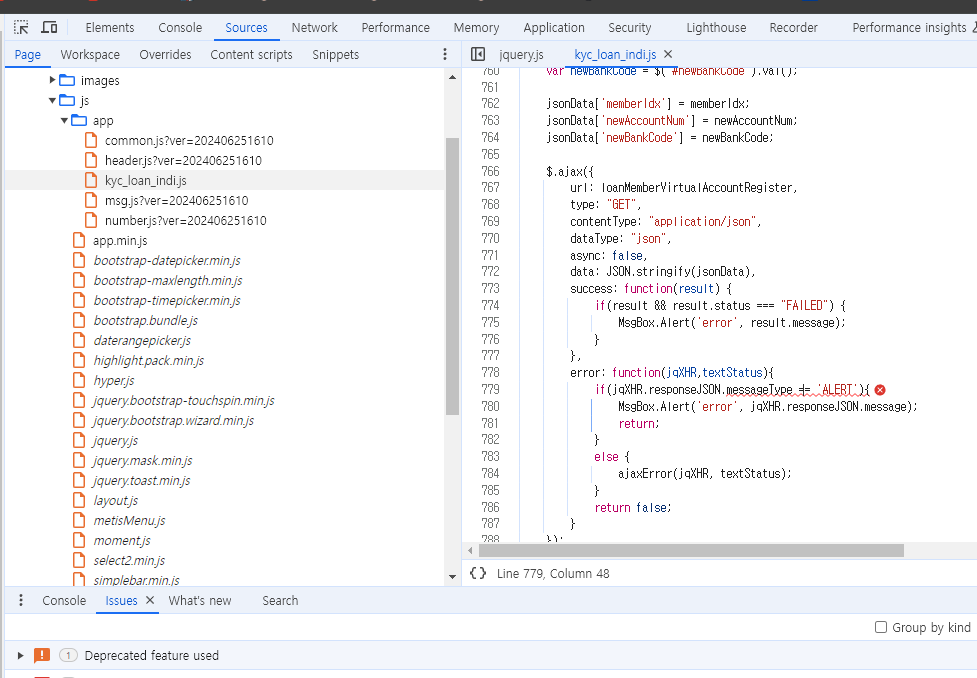 Elements Console Sources Network Performance Memory Application Security Lighthouse Recorder Performance insights
Page Workspace Overrides Content scripts Snippets
images
js
app
common.js?ver=202406251610
header.js?ver=202406251610
kyc_loan_indi.js
msg.js?ver=202406251610
number.js?ver=202406251610
app.min.js
bootstrap-datepicker.min.js
bootstrap-maxlength.min.js
bootstrap-timepicker.min.js
bootstrap.bundle.js
daterangepicker.js
highlight.pack.min.js
hyper.js
jquery.bootstrap-touchspin.min.js
jquery.bootstrap.wizard.min.js
jquery.js
jquery.mask.min.js
jquery.toast.min.js
layout.js
metisMenu.js
moment.js
select2.min.js
simplebar.min.js
jquery.js kyc_loan_indi.js ×
760 var newBankCode = $('#newBankCode').val();
761
762 jsonData['memberIdx'] = memberIdx;
763 jsonData['newAccountNum'] = newAccountNum;
764 jsonData['newBankCode'] = newBankCode;
765
766 $.ajax({
767 url: loanMemberVirtualAccountRegister,
768 type: "GET",
769 contentType: "application/json",
770 dataType: "json",
771 async: false,
772 data: JSON.stringify(jsonData),
773 success: function(result) {
774 if(result && result.status === "FAILED") {
775 MsgBox.Alert('error', result.message);
776 }
777 },
778 error: function(jqXHR,textStatus){
779 if(jqXHR.responseJSON.messageType == 'ALERT'){
780 MsgBox.Alert('error', jqXHR.responseJSON.message);
781 return;
782 }
783 else {
784 ajaxError(jqXHR, textStatus);
785 }
786 return false;
787 }
788 });
{} Line 779, Column 48
Console Issues × What's new Search
Group by kind
1 Deprecated feature used